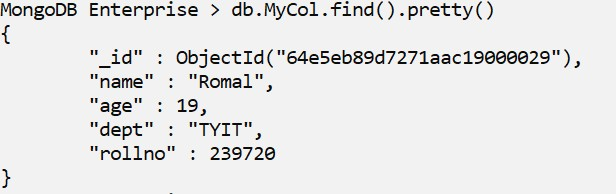 MongoDB Enterprise > db.MyCol.find().pretty()
{
        "_id" : ObjectId("64e5eb89d7271aac19000029"),
        "name" : "Romal",
        "age" : 19,
        "dept" : "TYIT",
        "rollno" : 239720
}